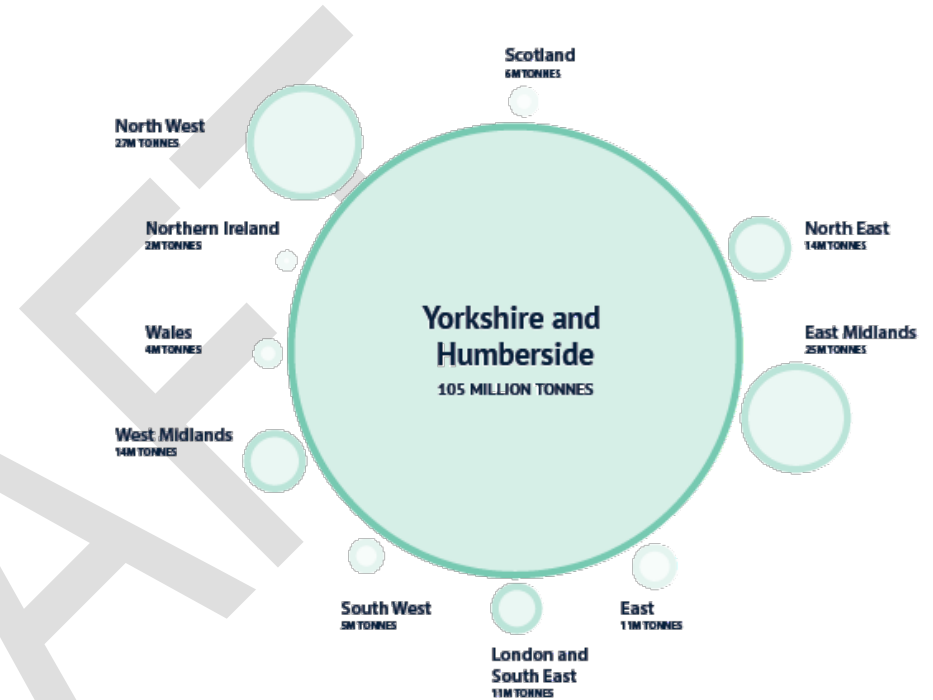 Scotland
6M TONNES
North West
27M TONNES
Northern Ireland
2M TONNES
North East
14M TONNES
Yorkshire and
Humberside
105 MILLION TONNES
Wales
4M TONNES
East Midlands
25M TONNES
West Midlands
14M TONNES
South West
5M TONNES
East
11M TONNES
London and
South East
11M TONNES
AFT